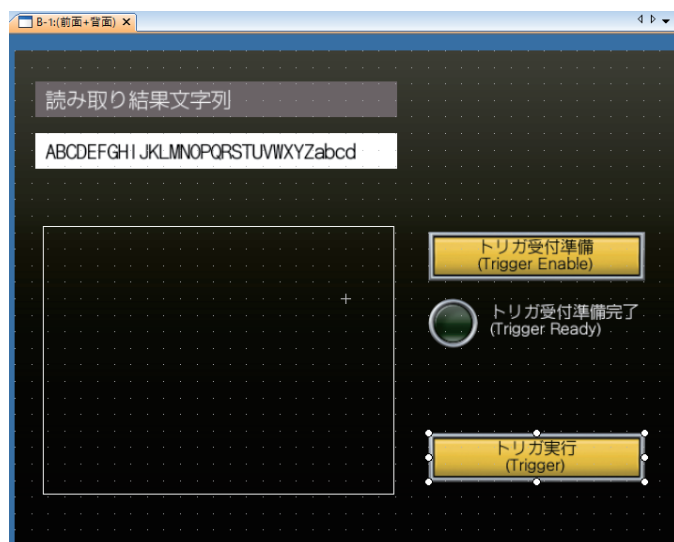 B-1:(前面+背面)
読み取り結果文字列
ABCDEFGHIJKLMNOPQRSTUVWXYZabcd
トリガ受付準備
(Trigger Enable)
トリガ受付準備完了
(Trigger Ready)
トリガ実行
(Trigger)